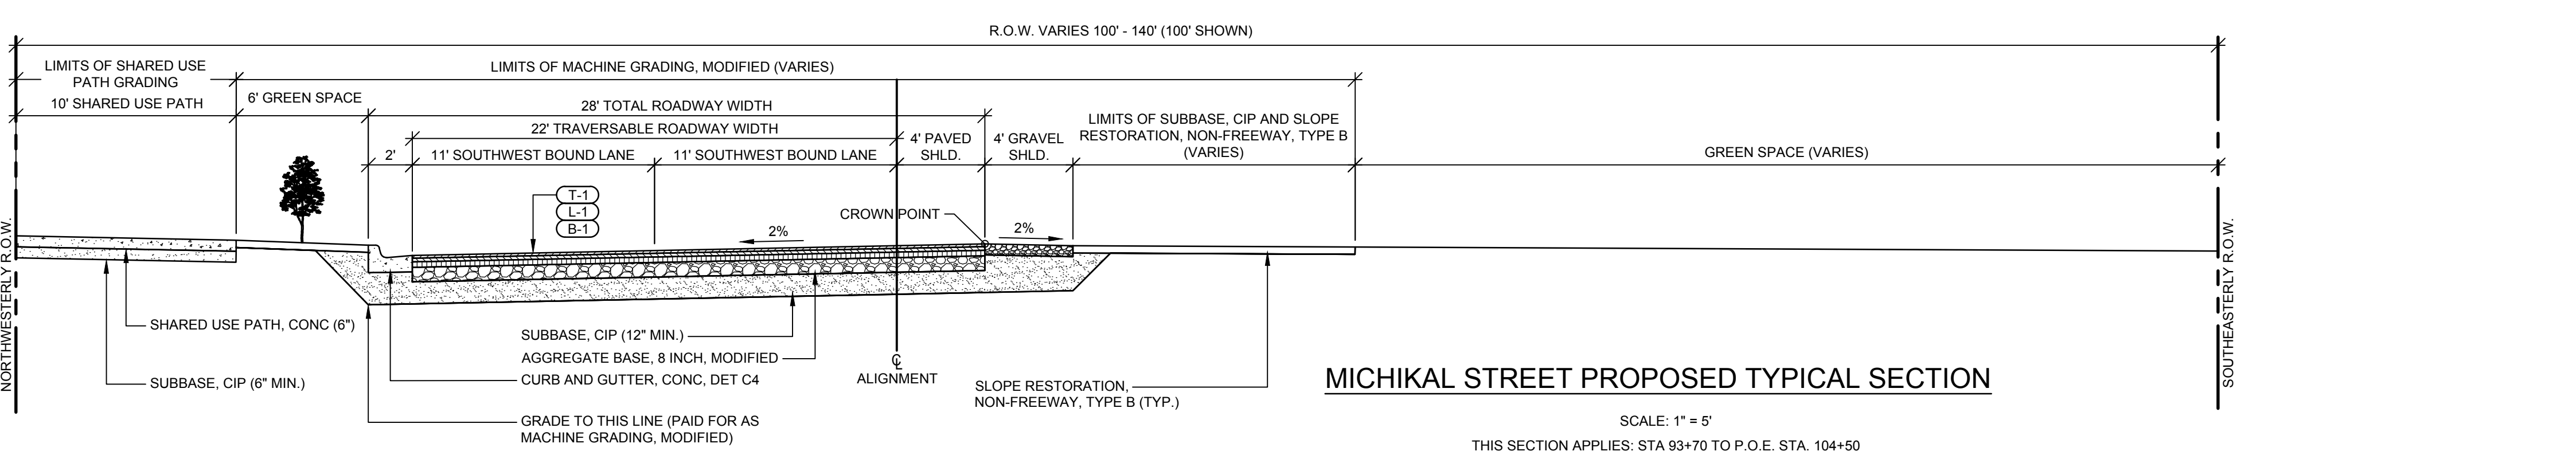 R.O.W. VARIES 100' - 140' (100' SHOWN)
LIMITS OF SHARED USE
PATH GRADING
LIMITS OF MACHINE GRADING, MODIFIED (VARIES)
10' SHARED USE PATH
6' GREEN SPACE
28' TOTAL ROADWAY WIDTH
22' TRAVERSABLE ROADWAY WIDTH
2'
11' SOUTHWEST BOUND LANE
11' SOUTHWEST BOUND LANE
4' PAVED
SHLD.
4' GRAVEL
SHLD.
LIMITS OF SUBBASE, CIP AND SLOPE
RESTORATION, NON-FREEWAY, TYPE B
(VARIES)
GREEN SPACE (VARIES)
T-1
L-1
B-1
CROWN POINT
2%
2%
NORTHWESTERLY R.O.W.
SOUTHEASTERLY R.O.W.
SHARED USE PATH, CONC (6")
SUBBASE, CIP (6" MIN.)
SUBBASE, CIP (12" MIN.)
AGGREGATE BASE, 8 INCH, MODIFIED
CURB AND GUTTER, CONC, DET C4
GRADE TO THIS LINE (PAID FOR AS
MACHINE GRADING, MODIFIED)
℄
ALIGNMENT
SLOPE RESTORATION,
NON-FREEWAY, TYPE B (TYP.)
MICHIKAL STREET PROPOSED TYPICAL SECTION
SCALE: 1" = 5'
THIS SECTION APPLIES: STA 93+70 TO P.O.E. STA. 104+50